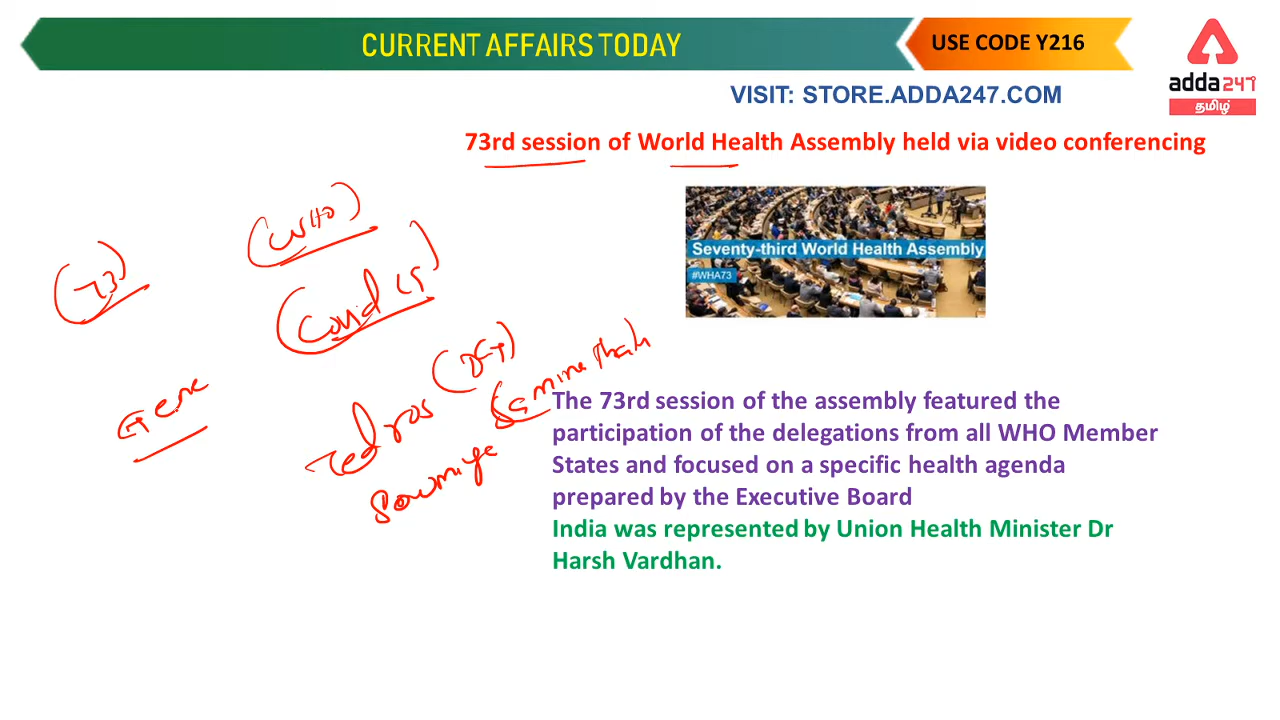 CURRENT AFFAIRS TODAY
USE CODE Y216
adda247
தமிழ்
VISIT: STORE.ADDA247.COM
73rd session of World Health Assembly held via video conferencing
(WHO)
(73)
(Covid 19)
Seventy-third World Health Assembly
#WHA73
Gene
Tedros
The 73rd session of the assembly featured the
participation of the delegations from all WHO Member
States and focused on a specific health agenda
prepared by the Executive Board
India was represented by Union Health Minister Dr
Harsh Vardhan.